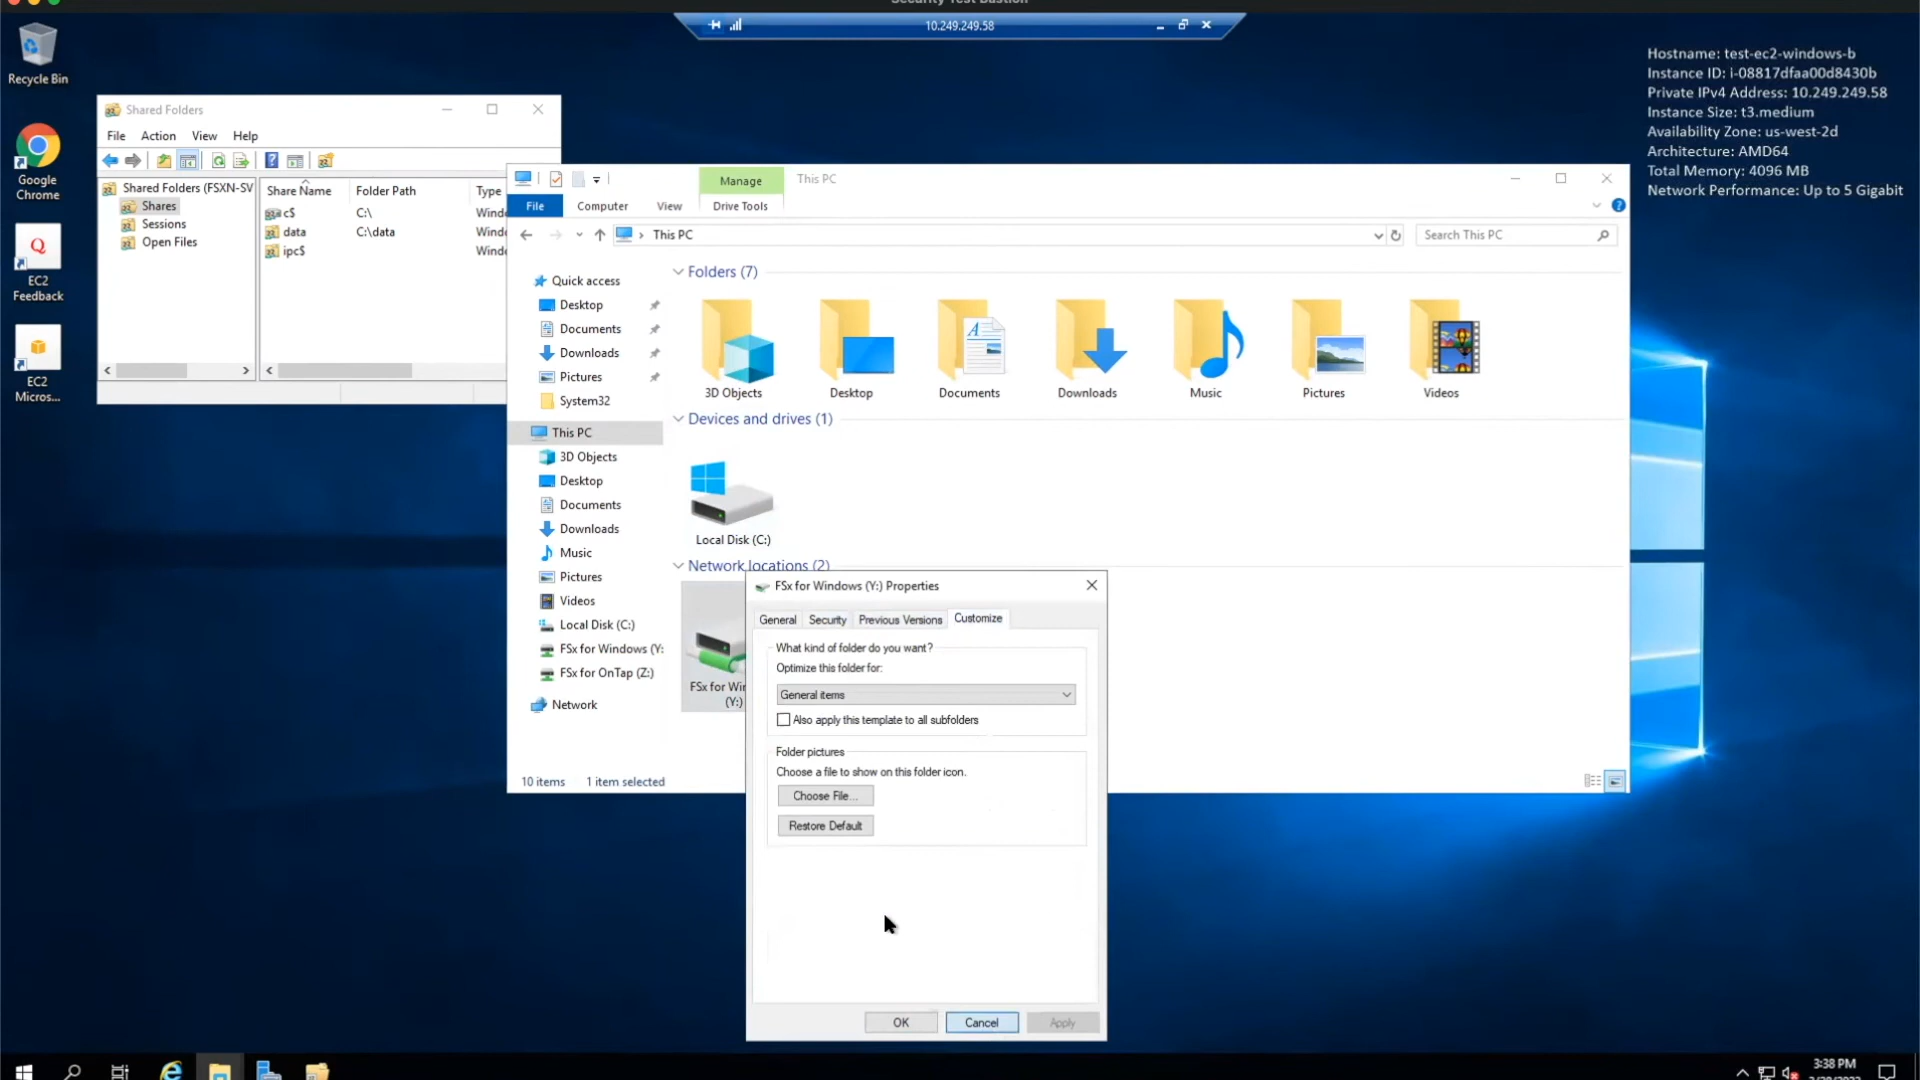 10.249.249.58
Recycle Bin
Google
Chrome
EC2
Feedback
EC2
Micros...
Hostname: test-ec2-windows-b
Instance ID: i-08817dfaa00d8430b
Private IPv4 Address: 10.249.249.58
Instance Size: t3.medium
Availability Zone: us-west-2d
Architecture: AMD64
Total Memory: 4096 MB
Network Performance: Up to 5 Gigabit
Shared Folders
File Action View Help
Shared Folders (FSXN-SV
Shares
Sessions
Open Files
Share Name Folder Path Type
c$ C:\ Windo
data C:\data Windo
ipc$ Windo
Manage This PC
File Computer View Drive Tools
This PC
Search This PC
Quick access
Desktop
Documents
Downloads
Pictures
System32
This PC
3D Objects
Desktop
Documents
Downloads
Music
Pictures
Videos
Local Disk (C:)
FSx for Windows (Y:
FSx for OnTap (Z:)
Network
Folders (7)
3D Objects Desktop Documents Downloads Music Pictures Videos
Devices and drives (1)
Local Disk (C:)
Network locations (2)
FSx for Wir
(Y:)
10 items 1 item selected
FSx for Windows (Y:) Properties
General Security Previous Versions Customize
What kind of folder do you want?
Optimize this folder for:
General items
Also apply this template to all subfolders
Folder pictures
Choose a file to show on this folder icon.
Choose File...
Restore Default
OK Cancel Apply
3:38 PM